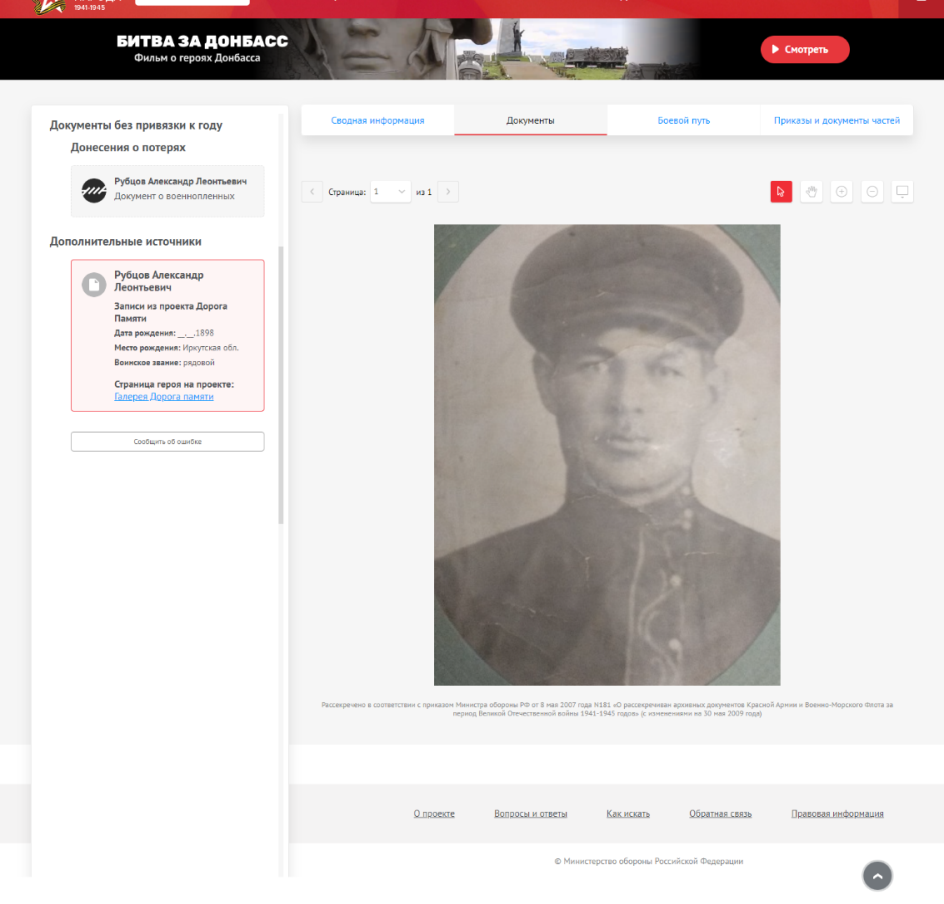 1941-1945
БИТВА ЗА ДОНБАСС
Фильм о героях Донбасса
Смотреть
Документы без привязки к году
Донесения о потерях
Рубцов Александр Леонтьевич
Документ о военнопленных
Дополнительные источники
Рубцов Александр
Леонтьевич
Записи из проекта Дорога
Памяти
Дата рождения: __.__.1898
Место рождения: Иркутская обл.
Воинское звание: рядовой
Страница героя на проекте:
Галерея Дорога памяти
Сообщить об ошибке
Сводная информация
Документы
Боевой путь
Приказы и документы частей
Страница: 1 из 1
Рассекречено в соответствии с приказом Министра обороны РФ от 8 мая 2007 года N181 «О рассекречивании архивных документов Красной Армии и Военно-Морского Флота за
период Великой Отечественной войны 1941-1945 годов» (с изменениями на 30 мая 2009 года)
О проекте
Вопросы и ответы
Как искать
Обратная связь
Правовая информация
© Министерство обороны Российской Федерации